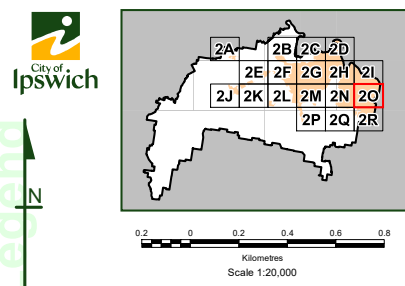 City of
Ipswich
2A 2B 2C 2D
2E 2F 2G 2H 2I
2J 2K 2L 2M 2N 2O
2P 2Q 2R
Legend
N
0.2 0 0.2 0.4 0.6 0.8
Kilometres
Scale 1:20,000